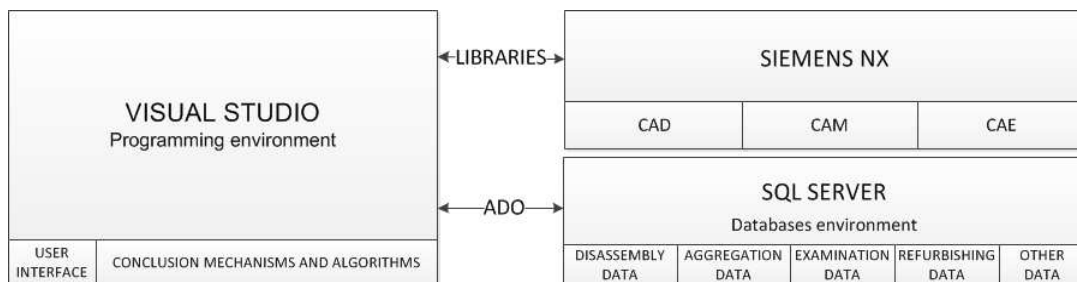 VISUAL STUDIO
Programming environment
USER
INTERFACE
CONCLUSION MECHANISMS AND ALGORITHMS
LIBRARIES
ADO
SIEMENS NX
CAD
CAM
CAE
SQL SERVER
Databases environment
DISASSEMBLY
DATA
AGGREGATION
DATA
EXAMINATION
DATA
REFURBISHING
DATA
OTHER
DATA